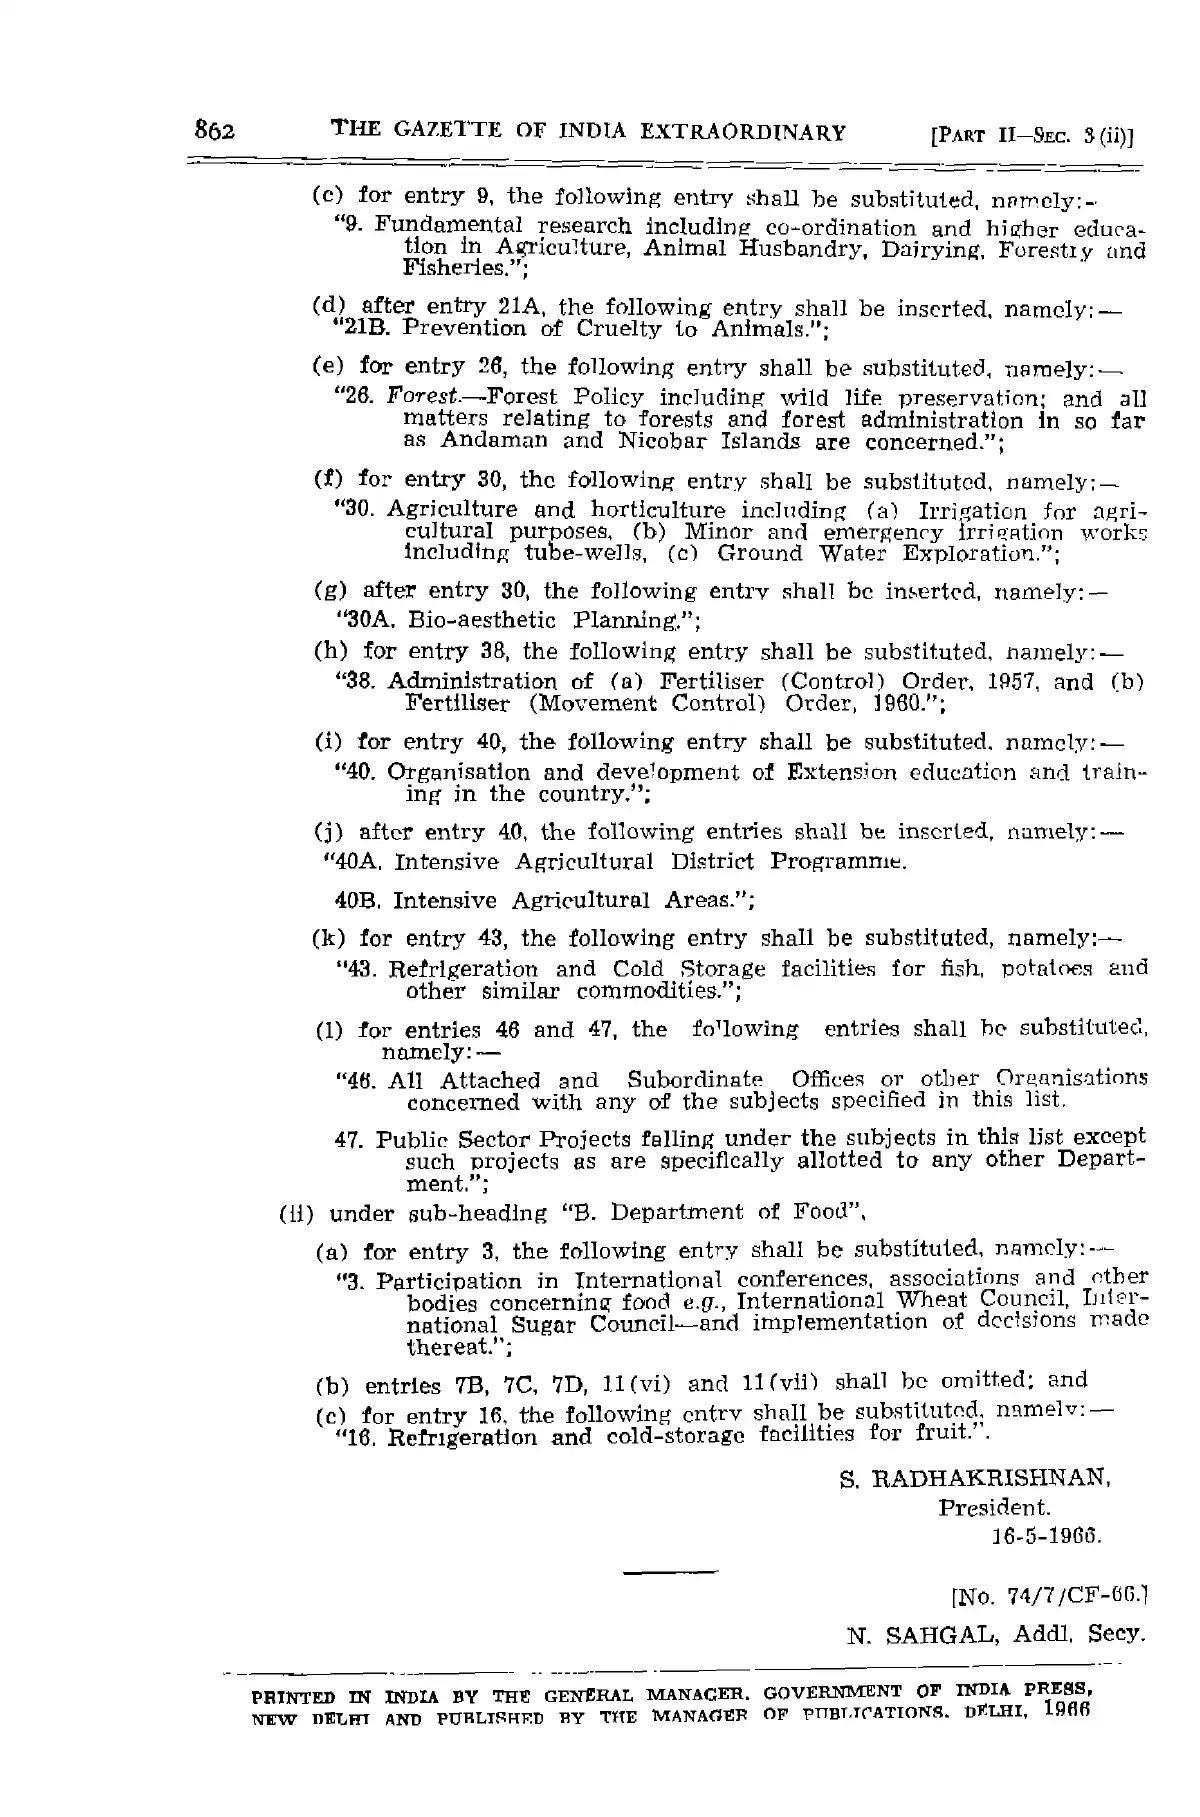 862 THE GAZETTE OF INDIA EXTRAORDINARY [PART II—SEC. 3 (ii)]
(c) for entry 9, the following entry shall be substituted, namely:-
"9. Fundamental research including co-ordination and higher educa-
tion in Agriculture, Animal Husbandry, Dairying, Forestry and
Fisheries.";
(d) after entry 21A, the following entry shall be inserted, namely:—
"21B. Prevention of Cruelty to Animals.";
(e) for entry 26, the following entry shall be substituted, namely:—
"26. Forest.—Forest Policy including wild life preservation; and all
matters relating to forests and forest administration in so far
as Andaman and Nicobar Islands are concerned.";
(f) for entry 30, the following entry shall be substituted, namely:—
"30. Agriculture and horticulture including (a) Irrigation for agri-
cultural purposes, (b) Minor and emergency irrigation works
including tube-wells, (c) Ground Water Exploration.";
(g) after entry 30, the following entry shall be inserted, namely:—
"30A. Bio-aesthetic Planning.";
(h) for entry 38, the following entry shall be substituted, namely:—
"38. Administration of (a) Fertiliser (Control) Order, 1957, and (b)
Fertiliser (Movement Control) Order, 1960.";
(i) for entry 40, the following entry shall be substituted, namely:—
"40. Organisation and development of Extension education and train-
ing in the country.";
(j) after entry 40, the following entries shall be inserted, namely:—
"40A. Intensive Agricultural District Programme.
40B. Intensive Agricultural Areas.";
(k) for entry 43, the following entry shall be substituted, namely:—
"43. Refrigeration and Cold Storage facilities for fish, potatoes and
other similar commodities.";
(l) for entries 46 and 47, the following entries shall be substituted,
namely:—
"46. All Attached and Subordinate Offices or other Organisations
concerned with any of the subjects specified in this list.
47. Public Sector Projects falling under the subjects in this list except
such projects as are specifically allotted to any other Depart-
ment.";
(ii) under sub-heading "B. Department of Food",
(a) for entry 3, the following entry shall be substituted, namely:—
"3. Participation in International conferences, associations and other
bodies concerning food e.g., International Wheat Council, Inter-
national Sugar Council—and implementation of decisions made
thereat.";
(b) entries 7B, 7C, 7D, 11(vi) and 11(vii) shall be omitted; and
(c) for entry 16, the following entry shall be substituted, namely:—
"16. Refrigeration and cold-storage facilities for fruit.".
S. RADHAKRISHNAN,
President.
16-5-1966.
[No. 74/7/CF-66.]
N. SAHGAL, Addl. Secy.
PRINTED IN INDIA BY THE GENERAL MANAGER, GOVERNMENT OF INDIA PRESS,
NEW DELHI AND PUBLISHED BY THE MANAGER OF PUBLICATIONS, DELHI, 1966